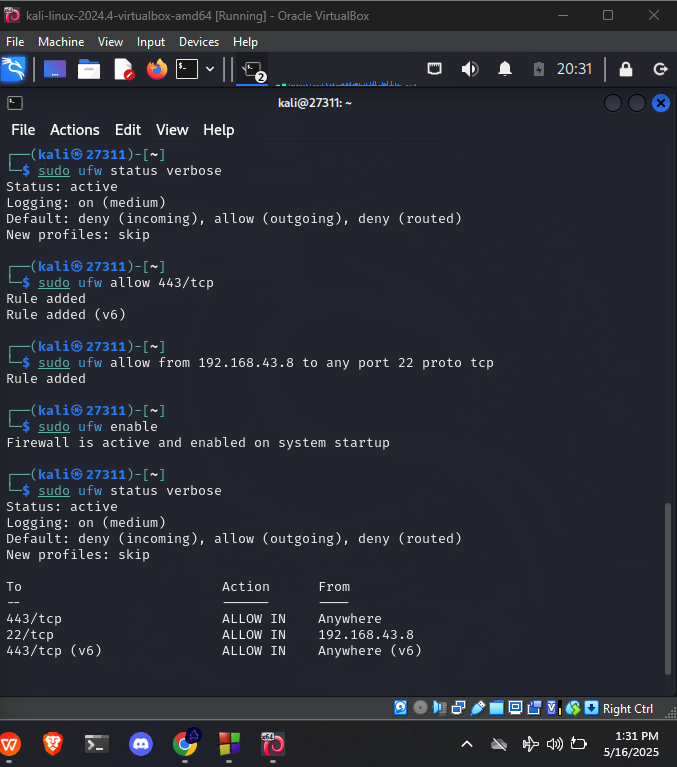 kali-linux-2024.4-virtualbox-amd64 [Running] - Oracle VirtualBox
File Machine View Input Devices Help
2 20:31
kali@27311: ~
File Actions Edit View Help
┌──(kali㉿27311)-[~]
└─$ sudo ufw status verbose
Status: active
Logging: on (medium)
Default: deny (incoming), allow (outgoing), deny (routed)
New profiles: skip
┌──(kali㉿27311)-[~]
└─$ sudo ufw allow 443/tcp
Rule added
Rule added (v6)
┌──(kali㉿27311)-[~]
└─$ sudo ufw allow from 192.168.43.8 to any port 22 proto tcp
Rule added
┌──(kali㉿27311)-[~]
└─$ sudo ufw enable
Firewall is active and enabled on system startup
┌──(kali㉿27311)-[~]
└─$ sudo ufw status verbose
Status: active
Logging: on (medium)
Default: deny (incoming), allow (outgoing), deny (routed)
New profiles: skip
To Action From
-- ------ ----
443/tcp ALLOW IN Anywhere
22/tcp ALLOW IN 192.168.43.8
443/tcp (v6) ALLOW IN Anywhere (v6)
Right Ctrl
1:31 PM
5/16/2025